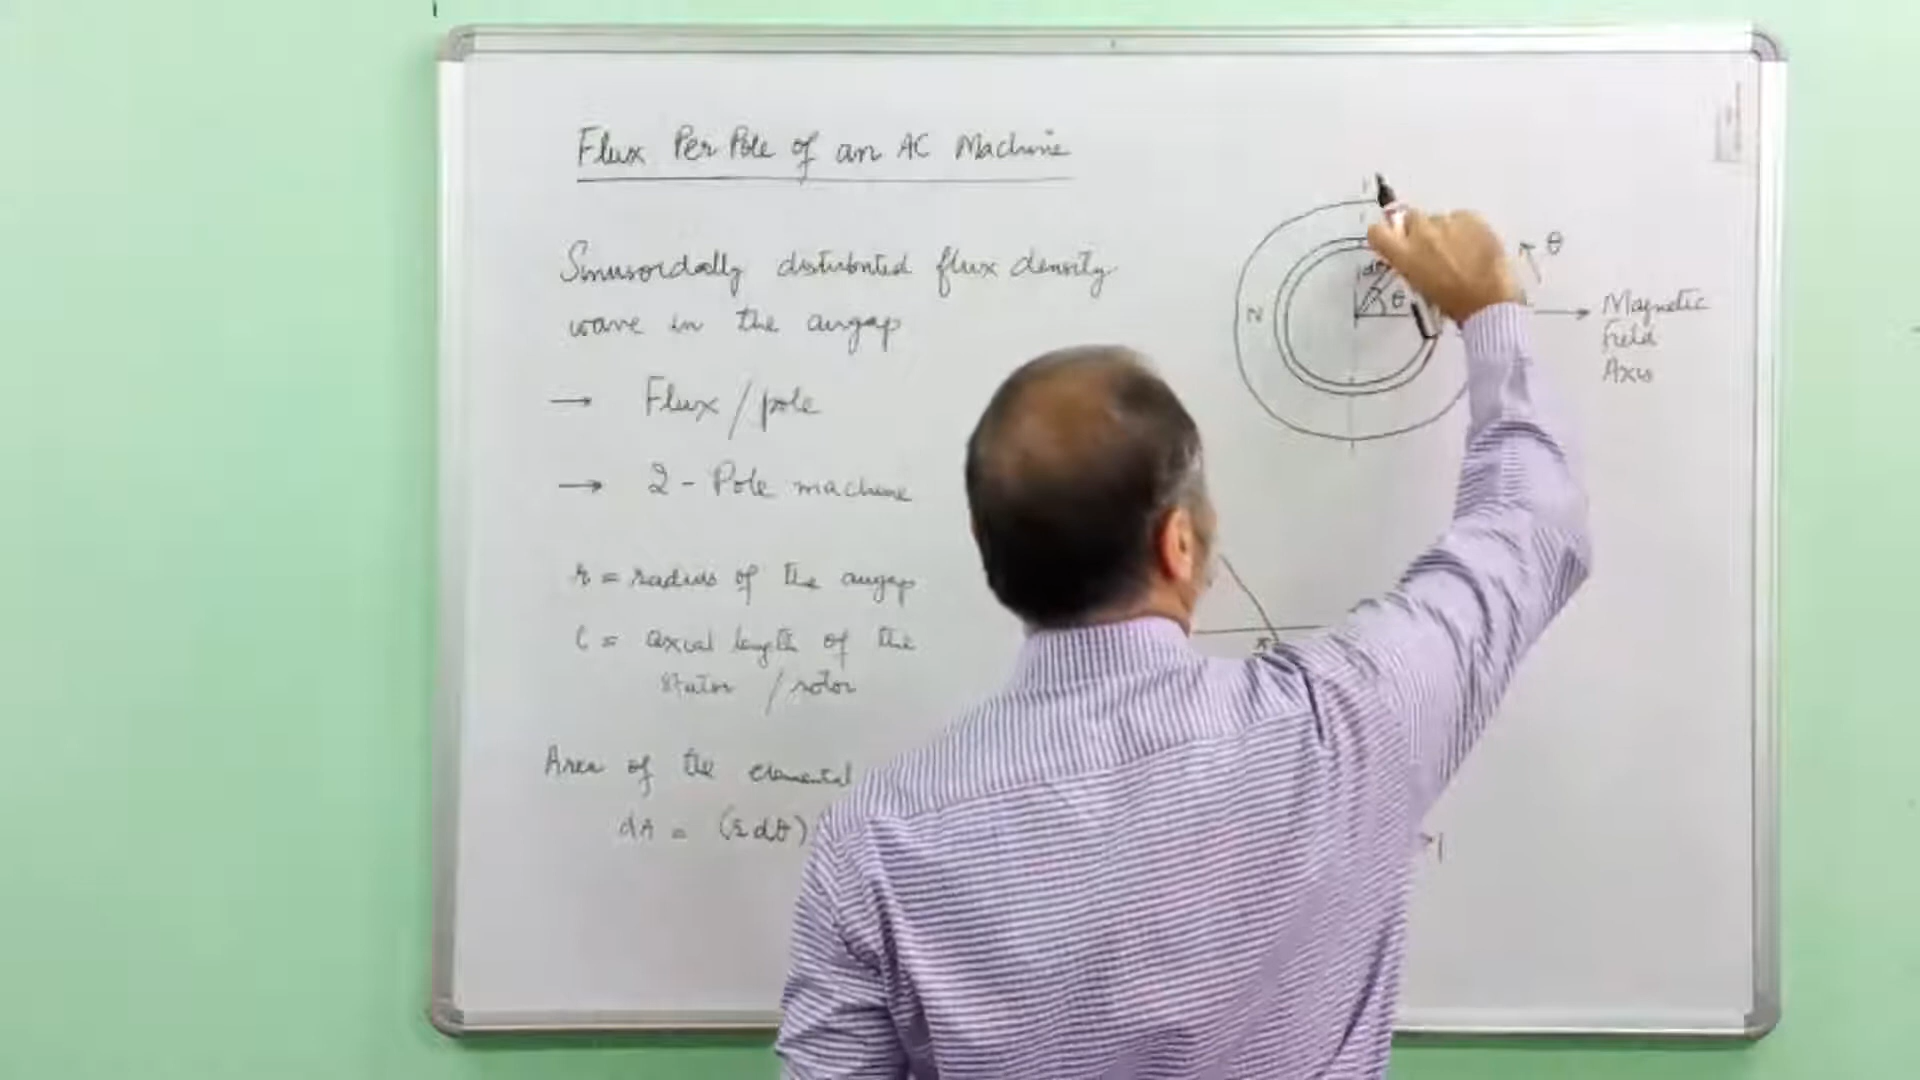 Flux Per Pole of an AC Machine
Sinusoidally distributed flux density
wave in the airgap
→ Flux / pole
→ 2 - Pole machine
r = radius of the airgap
l = axial length of the
stator / rotor
Area of the elemental
dA = (r dθ)
N
dθ
θ
θ
Magnetic
Field
Axis
π